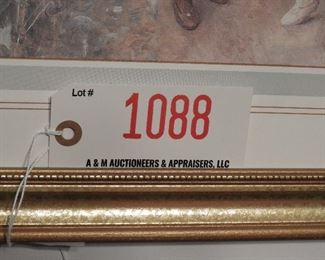 Lot #
1088
A & M AUCTIONEERS & APPRAISERS, LLC